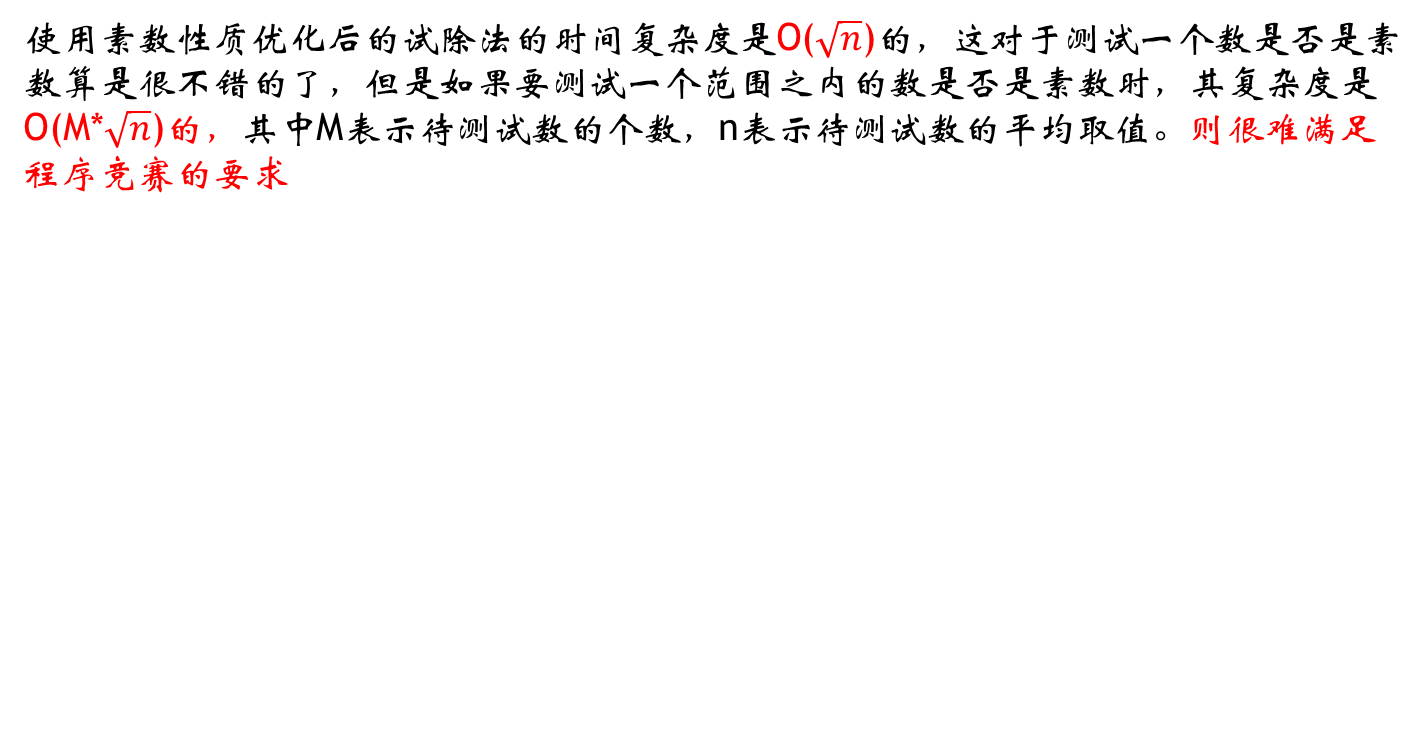 使用素数性质优化后的试除法的时间复杂度是O(√n)的，这对于测试一个数是否是素
数算是很不错的了，但是如果要测试一个范围之内的数是否是素数时，其复杂度是
O(M*√n)的，其中M表示待测试数的个数，n表示待测试数的平均取值。则很难满足
程序竞赛的要求